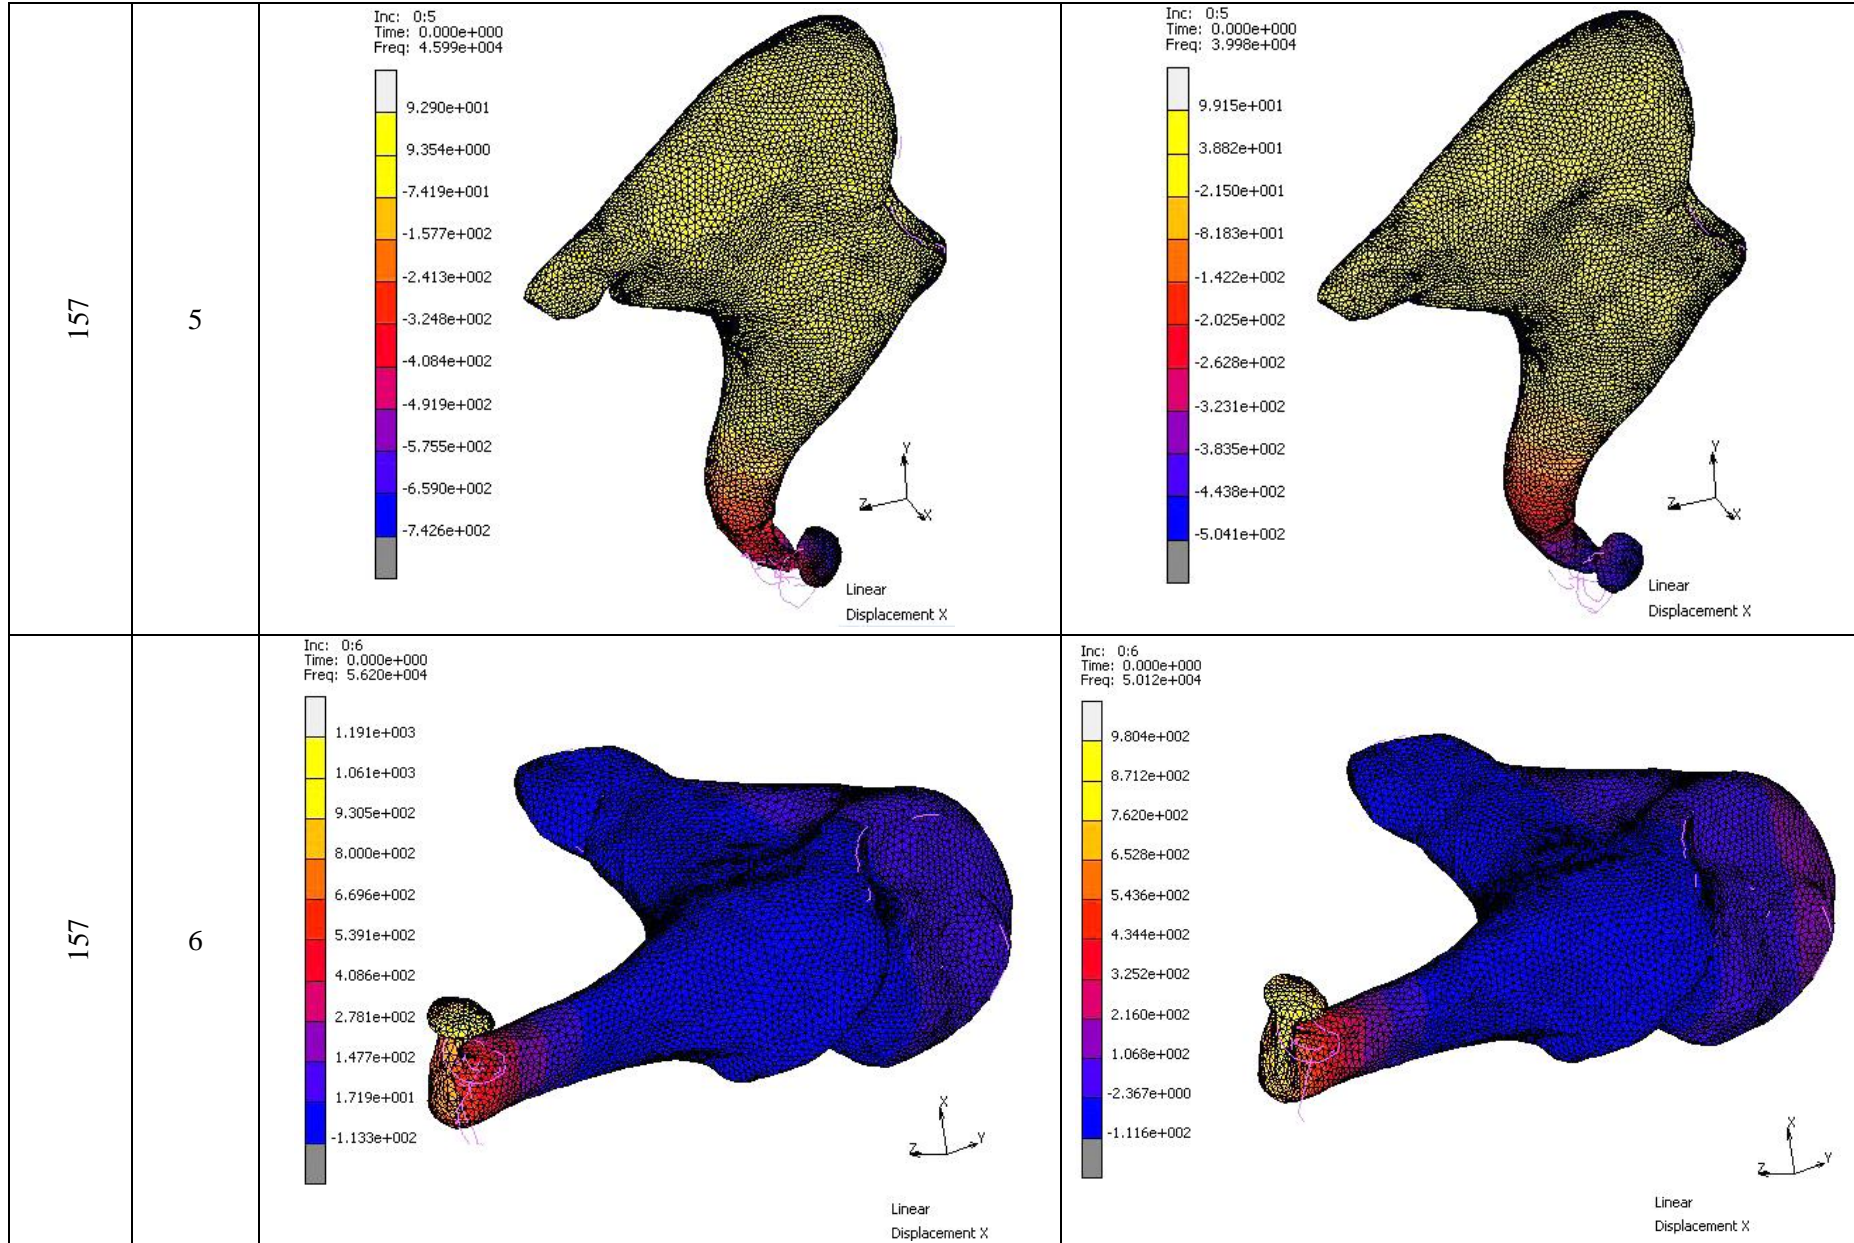 157
5
Inc: 0:5
Time: 0.000e+000
Freq: 4.599e+004
9.290e+001
9.354e+000
-7.419e+001
-1.577e+002
-2.413e+002
-3.248e+002
-4.084e+002
-4.919e+002
-5.755e+002
-6.590e+002
-7.426e+002
Y
Z
X
Linear
Displacement X
Inc: 0:5
Time: 0.000e+000
Freq: 3.998e+004
9.915e+001
3.882e+001
-2.150e+001
-8.183e+001
-1.422e+002
-2.025e+002
-2.628e+002
-3.231e+002
-3.835e+002
-4.438e+002
-5.041e+002
Y
Z
X
Linear
Displacement X
157
6
Inc: 0:6
Time: 0.000e+000
Freq: 5.620e+004
1.191e+003
1.061e+003
9.305e+002
8.000e+002
6.696e+002
5.391e+002
4.086e+002
2.781e+002
1.477e+002
1.719e+001
-1.133e+002
X
Z
Y
Linear
Displacement X
Inc: 0:6
Time: 0.000e+000
Freq: 5.012e+004
9.804e+002
8.712e+002
7.620e+002
6.528e+002
5.436e+002
4.344e+002
3.252e+002
2.160e+002
1.068e+002
-2.367e+000
-1.116e+002
X
Z
Y
Linear
Displacement X